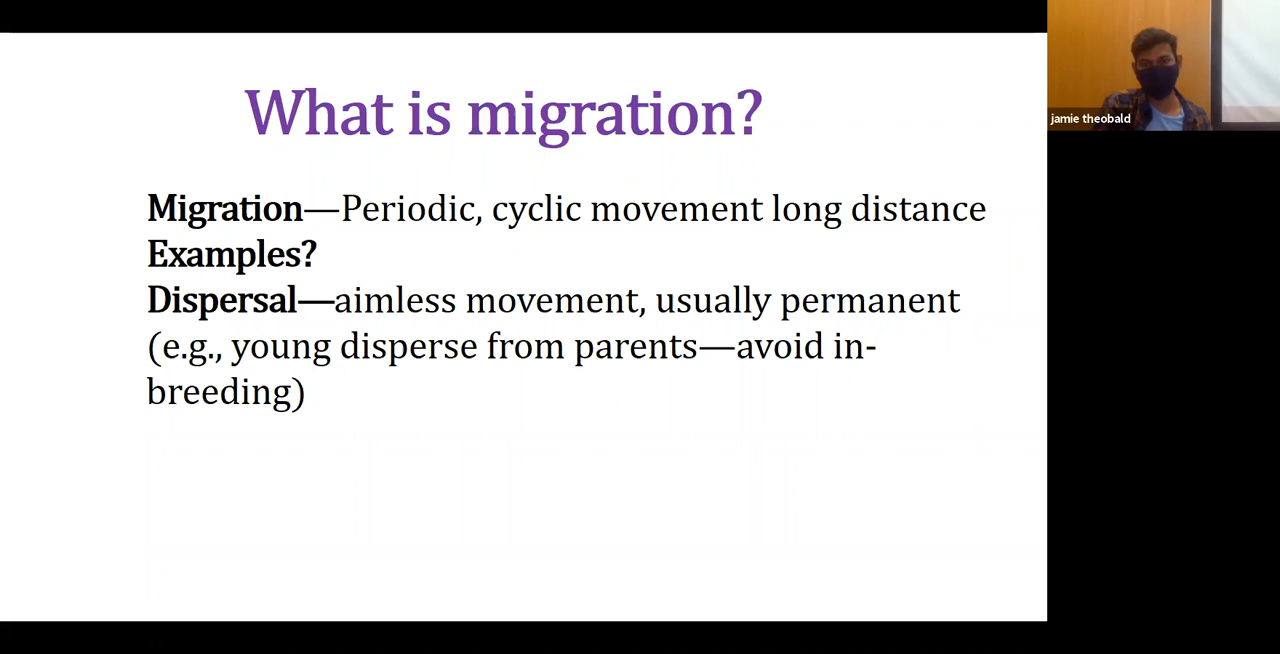 What is migration?
Migration—Periodic, cyclic movement long distance
Examples?
Dispersal—aimless movement, usually permanent
(e.g., young disperse from parents—avoid in-
breeding)
jamie theobald